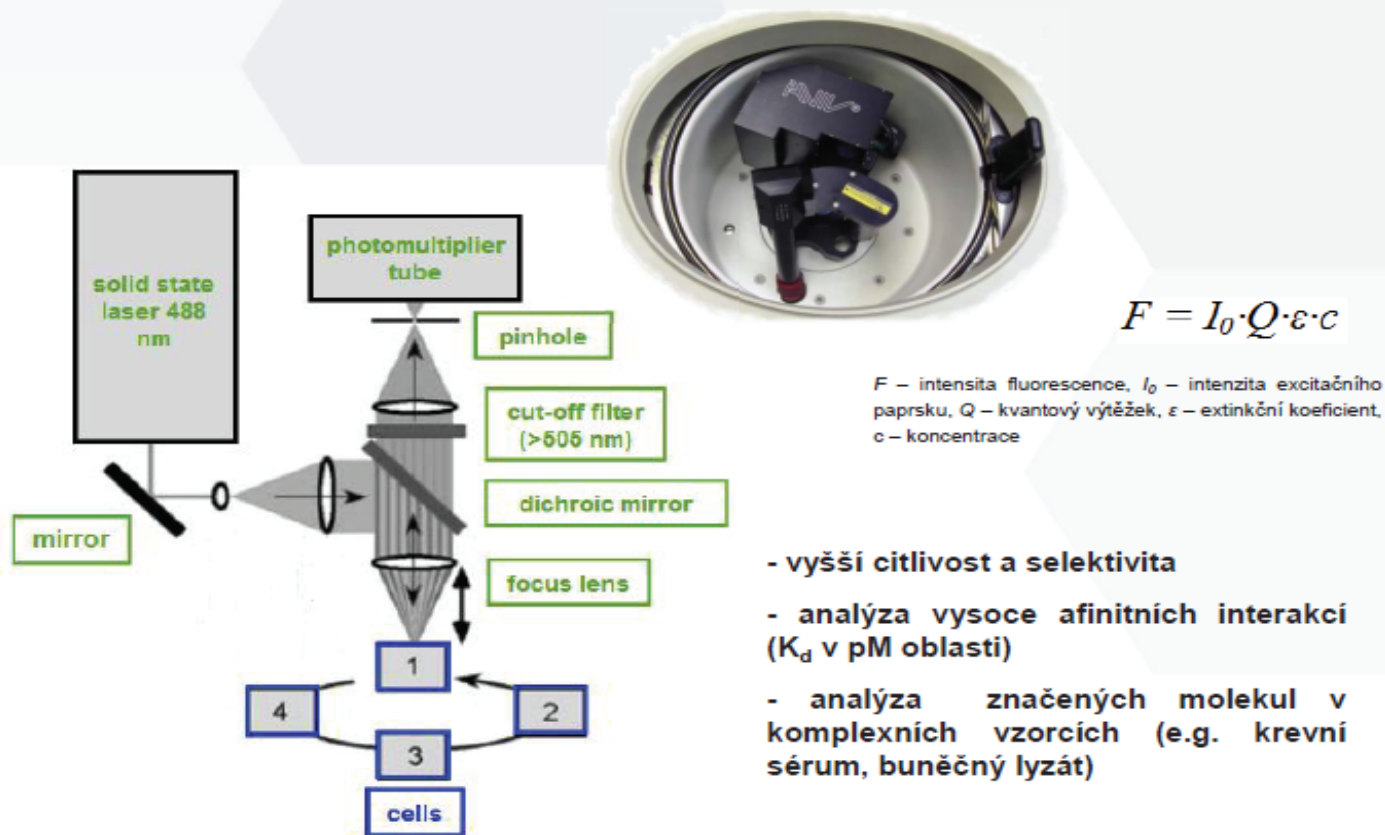 solid state
laser 488
nm
photomultiplier
tube
pinhole
cut-off filter
(>505 nm)
dichroic mirror
mirror
focus lens
1
4
2
3
cells
AVIV
F = I₀·Q·ε·c
F – intensita fluorescence, I₀ – intenzita excitačního
paprsku, Q – kvantový výtěžek, ε – extinkční koeficient,
c – koncentrace
- vyšší citlivost a selektivita
- analýza vysoce afinitních interakcí
(Kd v pM oblasti)
- analýza značených molekul v
komplexních vzorcích (e.g. krevní
sérum, buněčný lyzát)